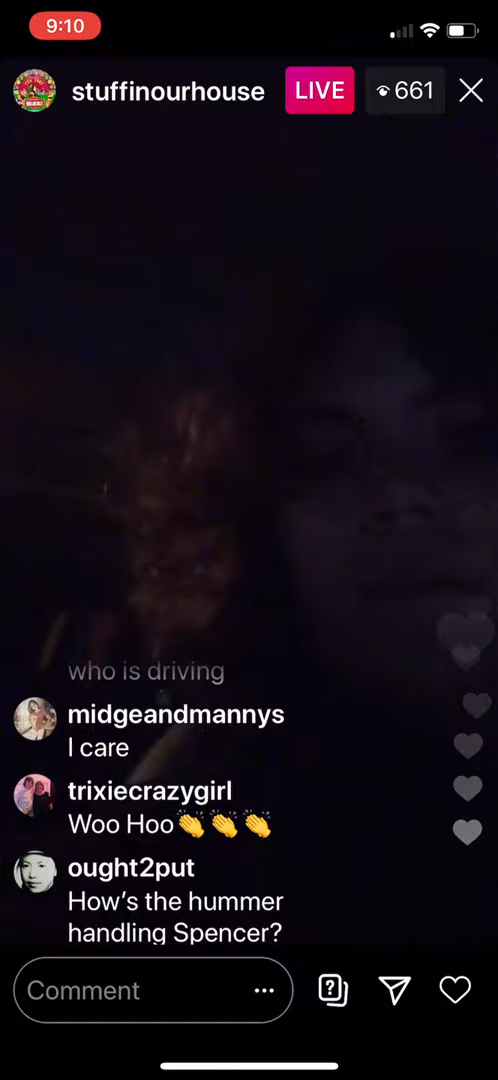 9:10
stuffinourhouse LIVE 661
who is driving
midgeandmannys
I care
trixiecrazygirl
Woo Hoo👏👏👏
ought2put
How's the hummer
handling Spencer?
Comment ...